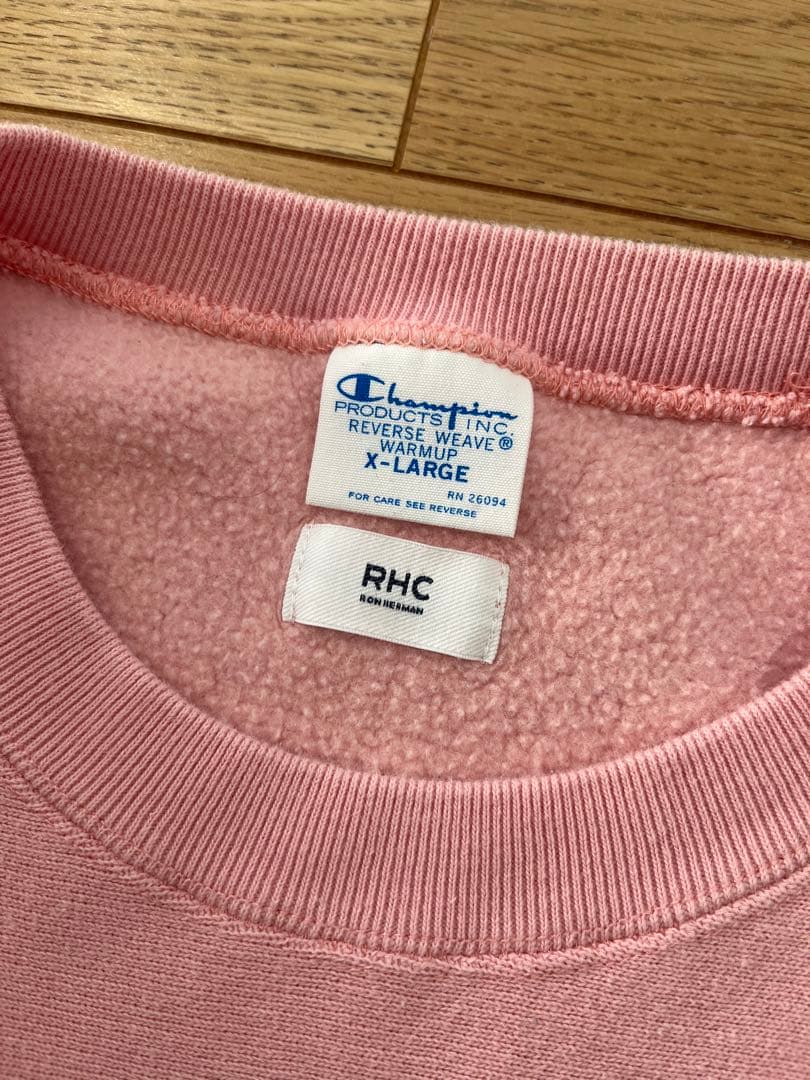 Champion
PRODUCTS INC.
REVERSE WEAVE®
WARMUP
X-LARGE
RN 26094
FOR CARE SEE REVERSE
RHC
RON HERMAN